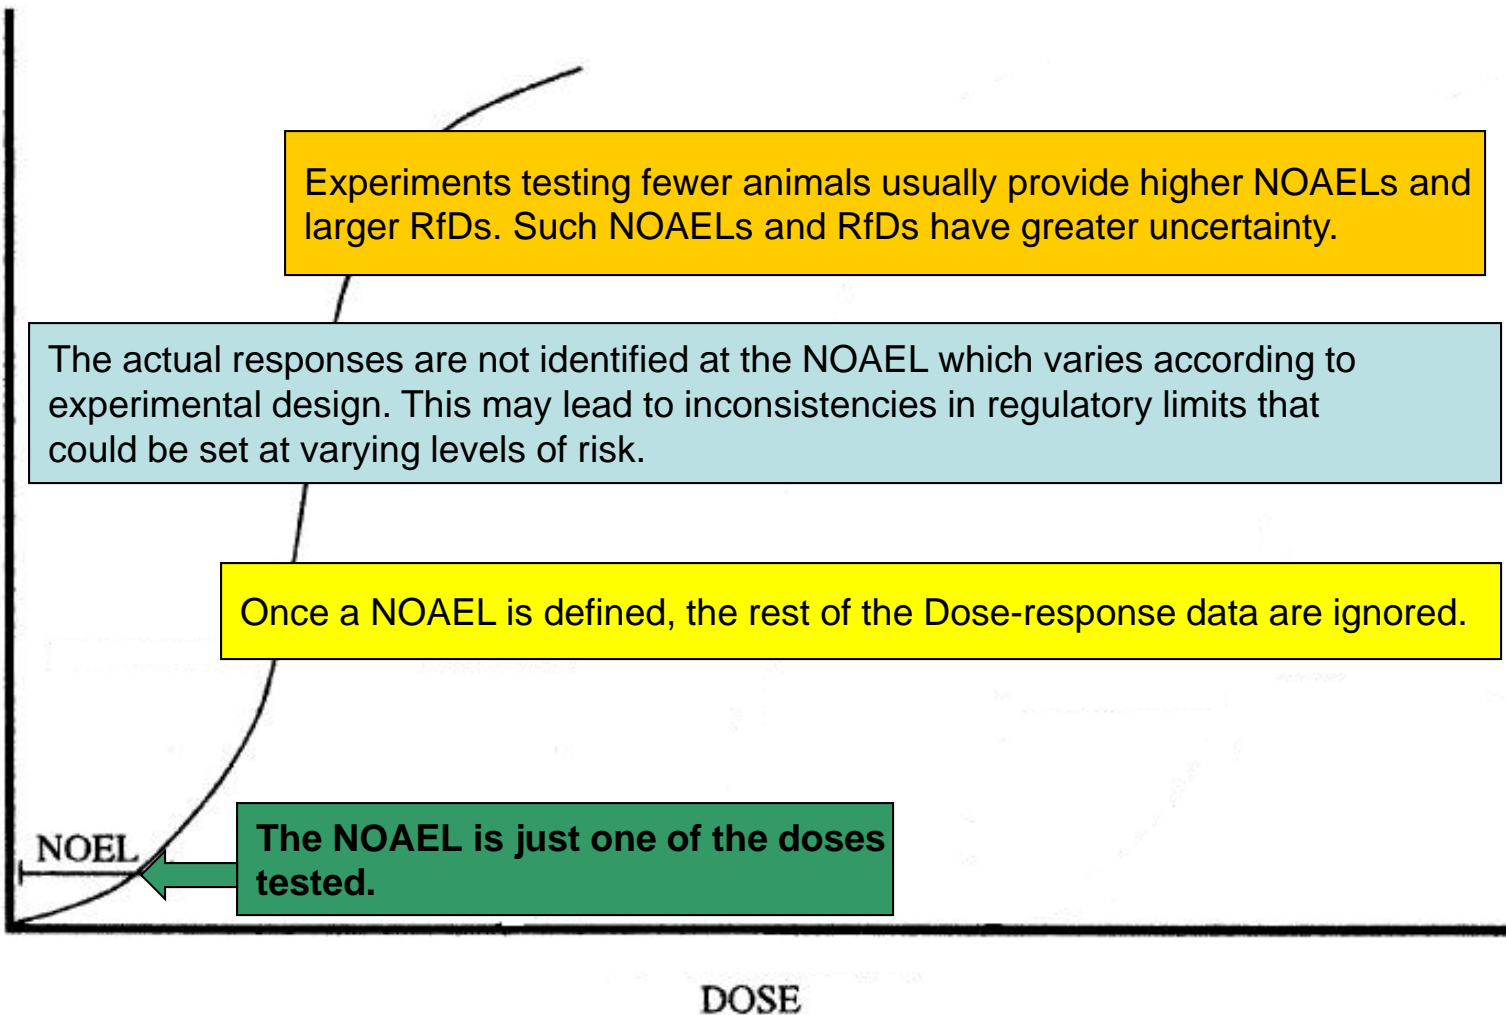 Experiments testing fewer animals usually provide higher NOAELs and
larger RfDs. Such NOAELs and RfDs have greater uncertainty.
The actual responses are not identified at the NOAEL which varies according to
experimental design. This may lead to inconsistencies in regulatory limits that
could be set at varying levels of risk.
Once a NOAEL is defined, the rest of the Dose-response data are ignored.
NOEL
The NOAEL is just one of the doses
tested.
DOSE